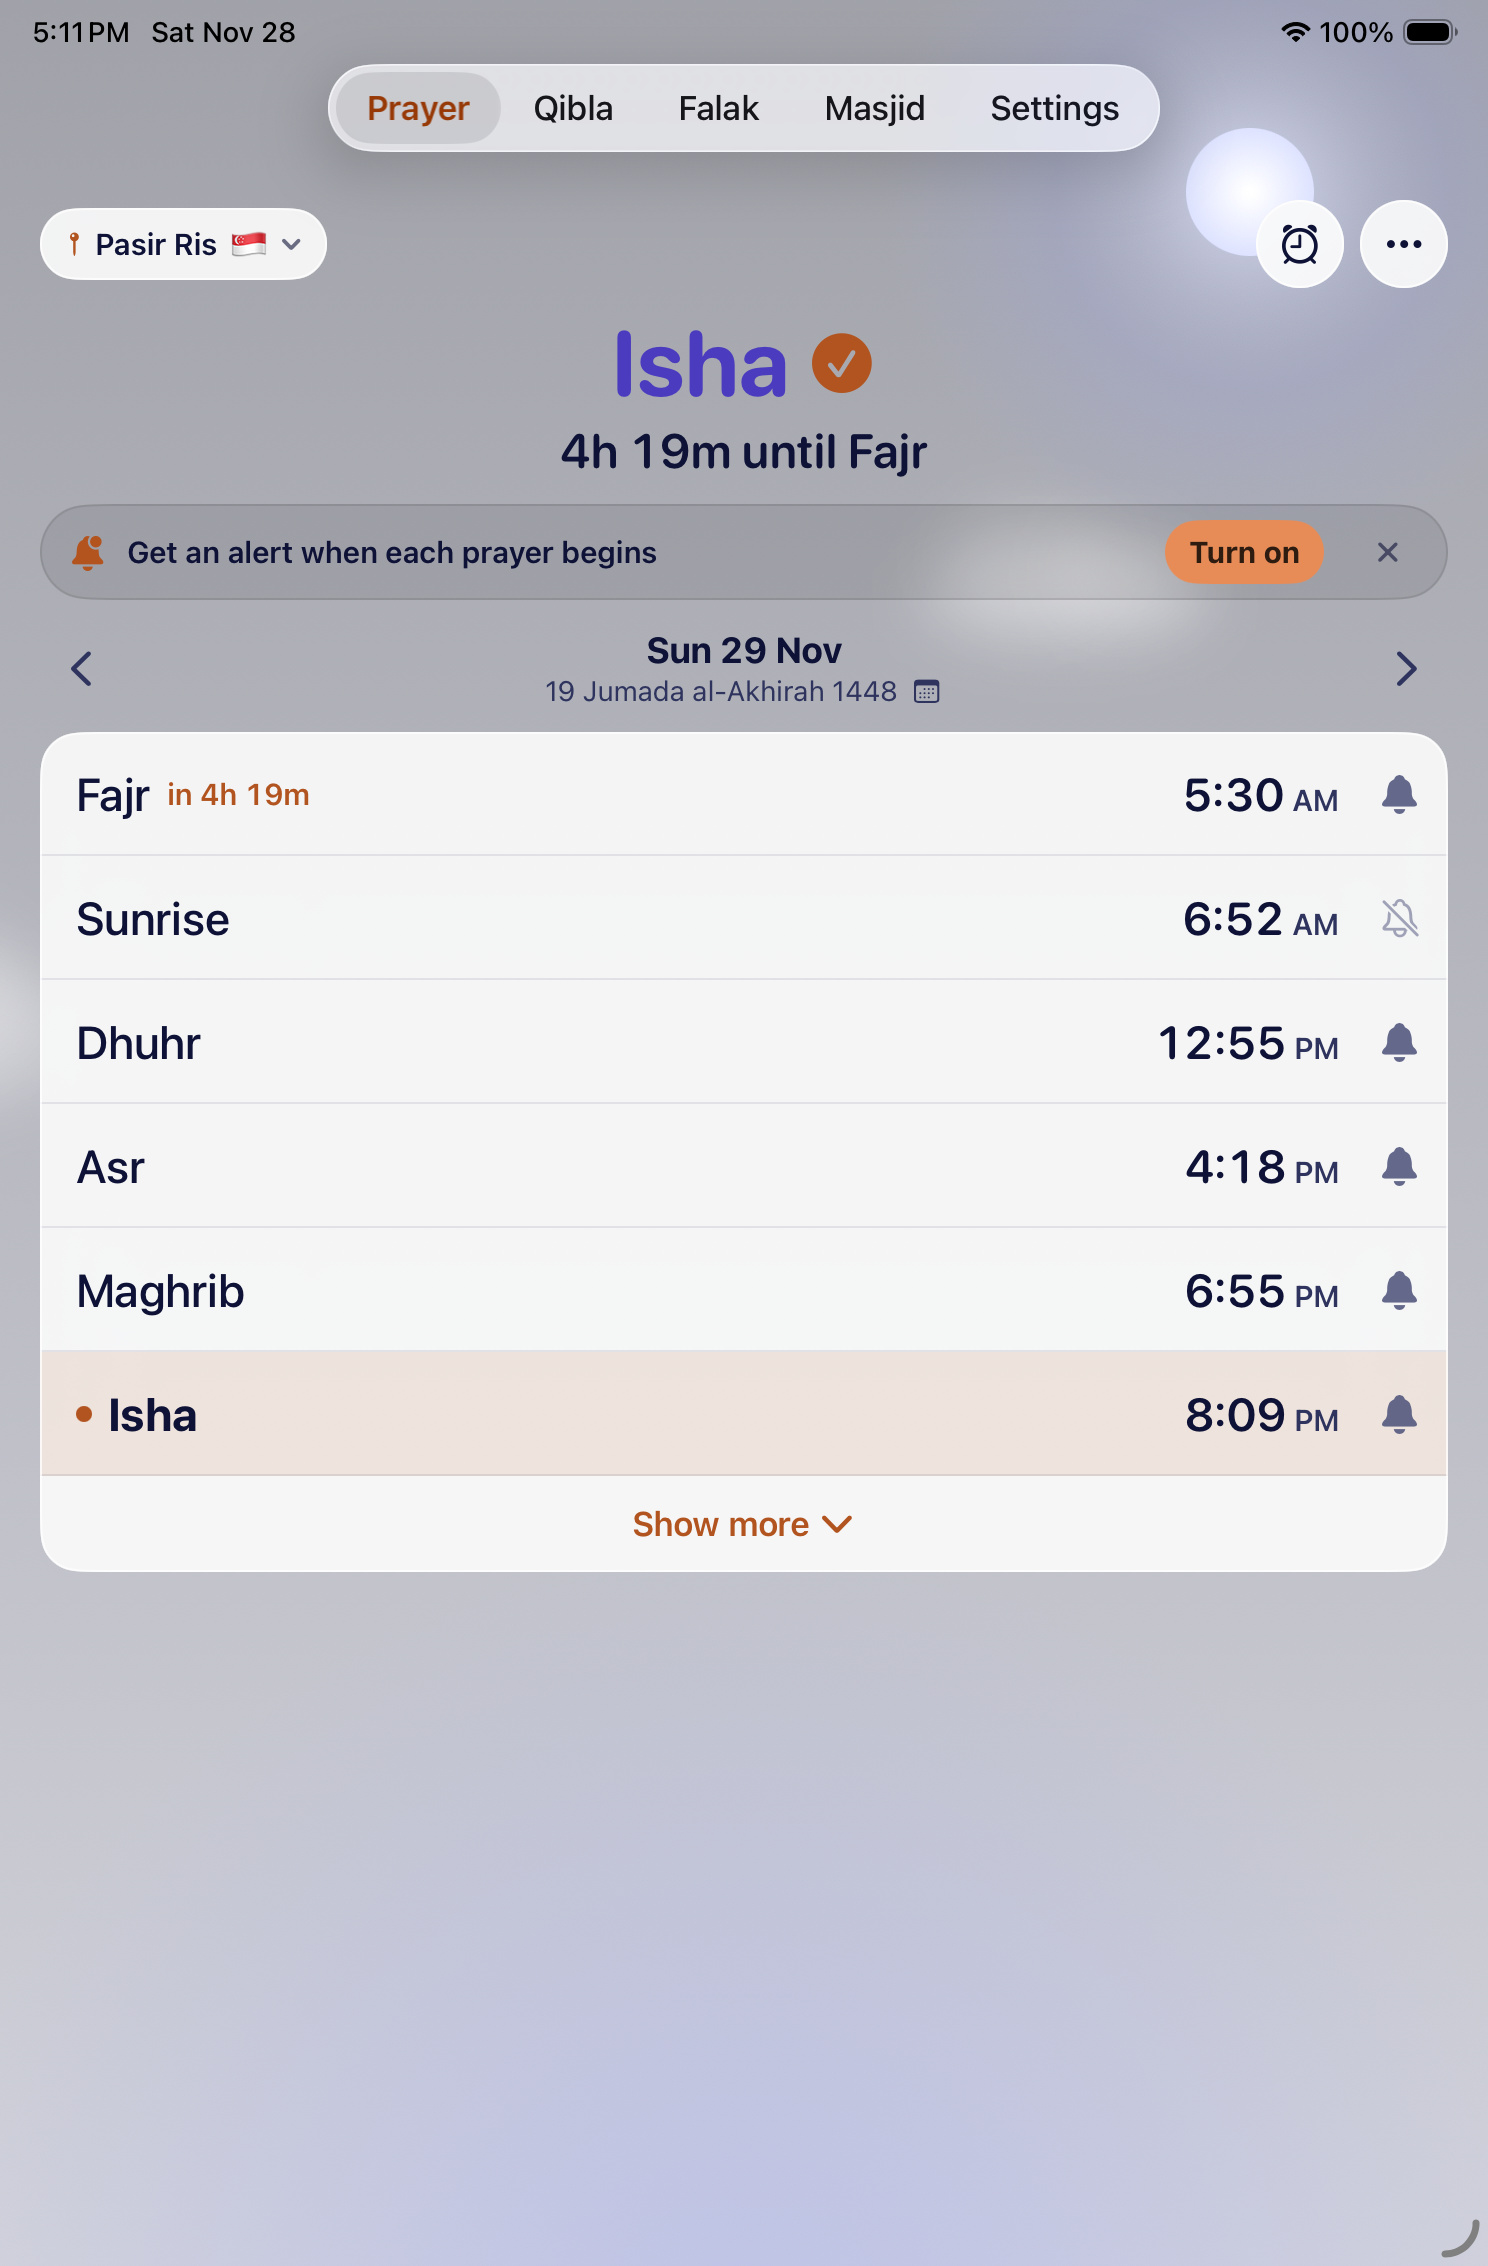 5:11 PM Sat Nov 28 100%
Prayer Qibla Falak Masjid Settings
Pasir Ris
Isha
4h 19m until Fajr
Get an alert when each prayer begins Turn on
Sun 29 Nov
19 Jumada al-Akhirah 1448
Fajr in 4h 19m 5:30 AM
Sunrise 6:52 AM
Dhuhr 12:55 PM
Asr 4:18 PM
Maghrib 6:55 PM
Isha 8:09 PM
Show more